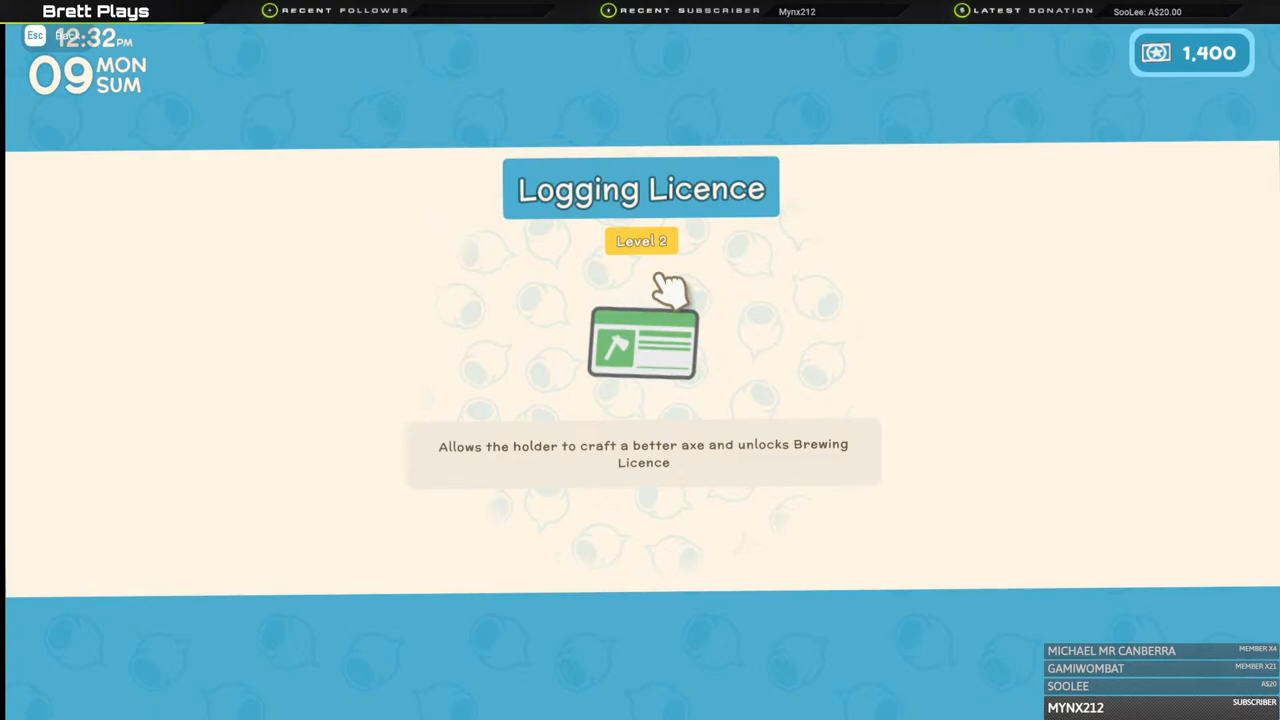 Brett Plays
RECENT FOLLOWER
RECENT SUBSCRIBER
Mynx212
LATEST DONATION
SooLee: A$20.00
Esc Back
12:32PM
09 MON SUM
1,400
Logging Licence
Level 2
Allows the holder to craft a better axe and unlocks Brewing
Licence
MICHAEL MR CANBERRA MEMBER X4
GAMIWOMBAT MEMBER X21
SOOLEE A$20
MYNX212 SUBSCRIBER